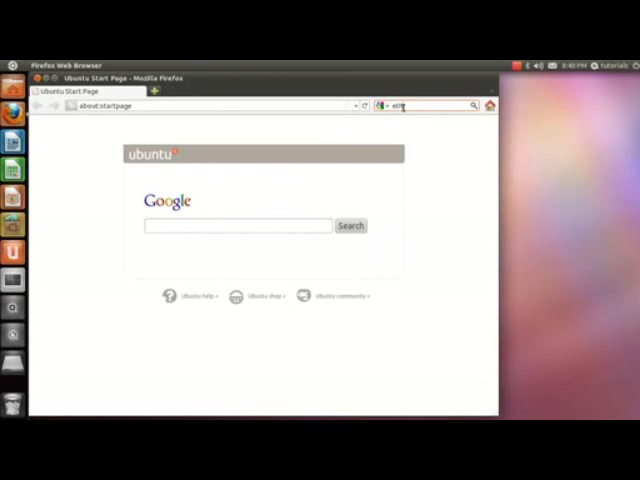 Firefox Web Browser
8:40 PM tutorials
Ubuntu Start Page - Mozilla Firefox
Ubuntu Start Page
about:startpage
ubuntu
Google
Search
Ubuntu help »
Ubuntu shop »
Ubuntu community »